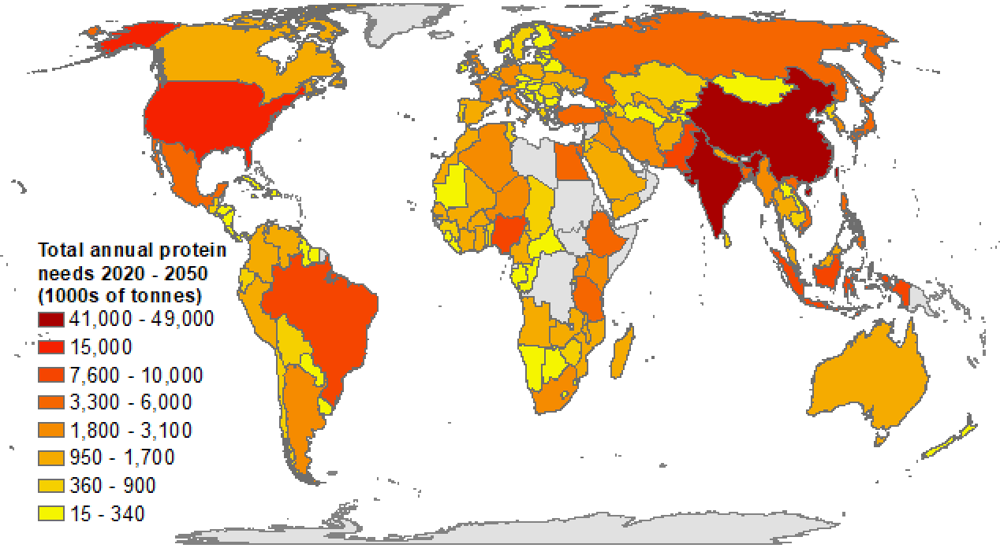 Total annual protein
needs 2020 - 2050
(1000s of tonnes)
41,000 - 49,000
15,000
7,600 - 10,000
3,300 - 6,000
1,800 - 3,100
950 - 1,700
360 - 900
15 - 340